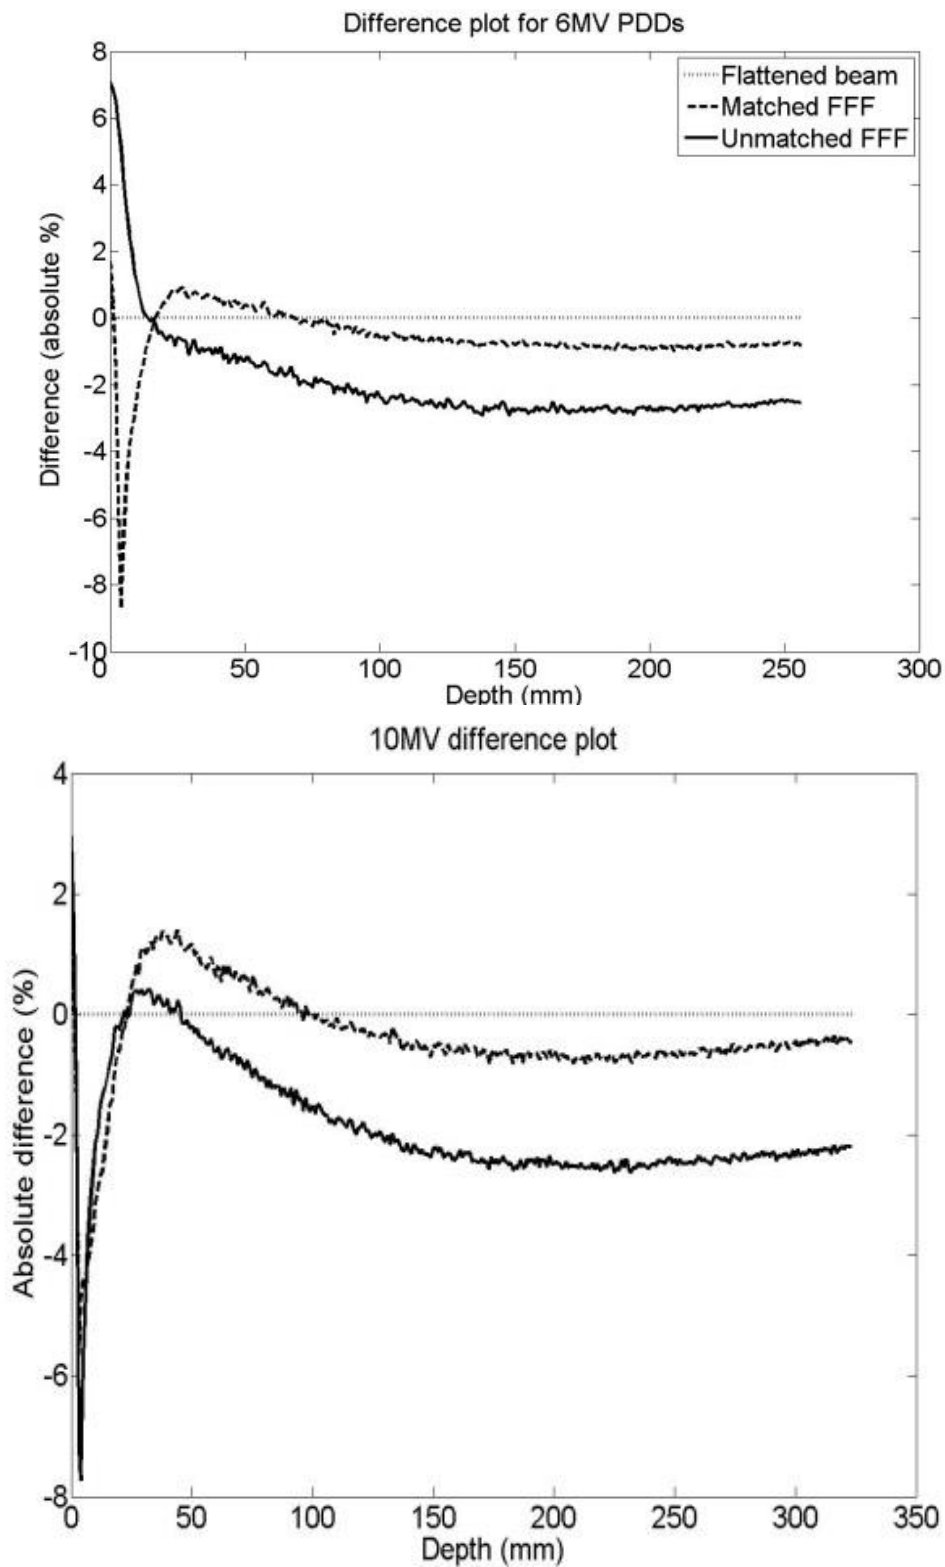 Difference plot for 6MV PDDs
8
6
4
2
0
-2
-4
-6
-8
-10
Difference (absolute %)
Flattened beam
Matched FFF
Unmatched FFF
0 50 100 150 200 250 300
Depth (mm)
10MV difference plot
4
2
0
-2
-4
-6
-8
Absolute difference (%)
0 50 100 150 200 250 300 350
Depth (mm)